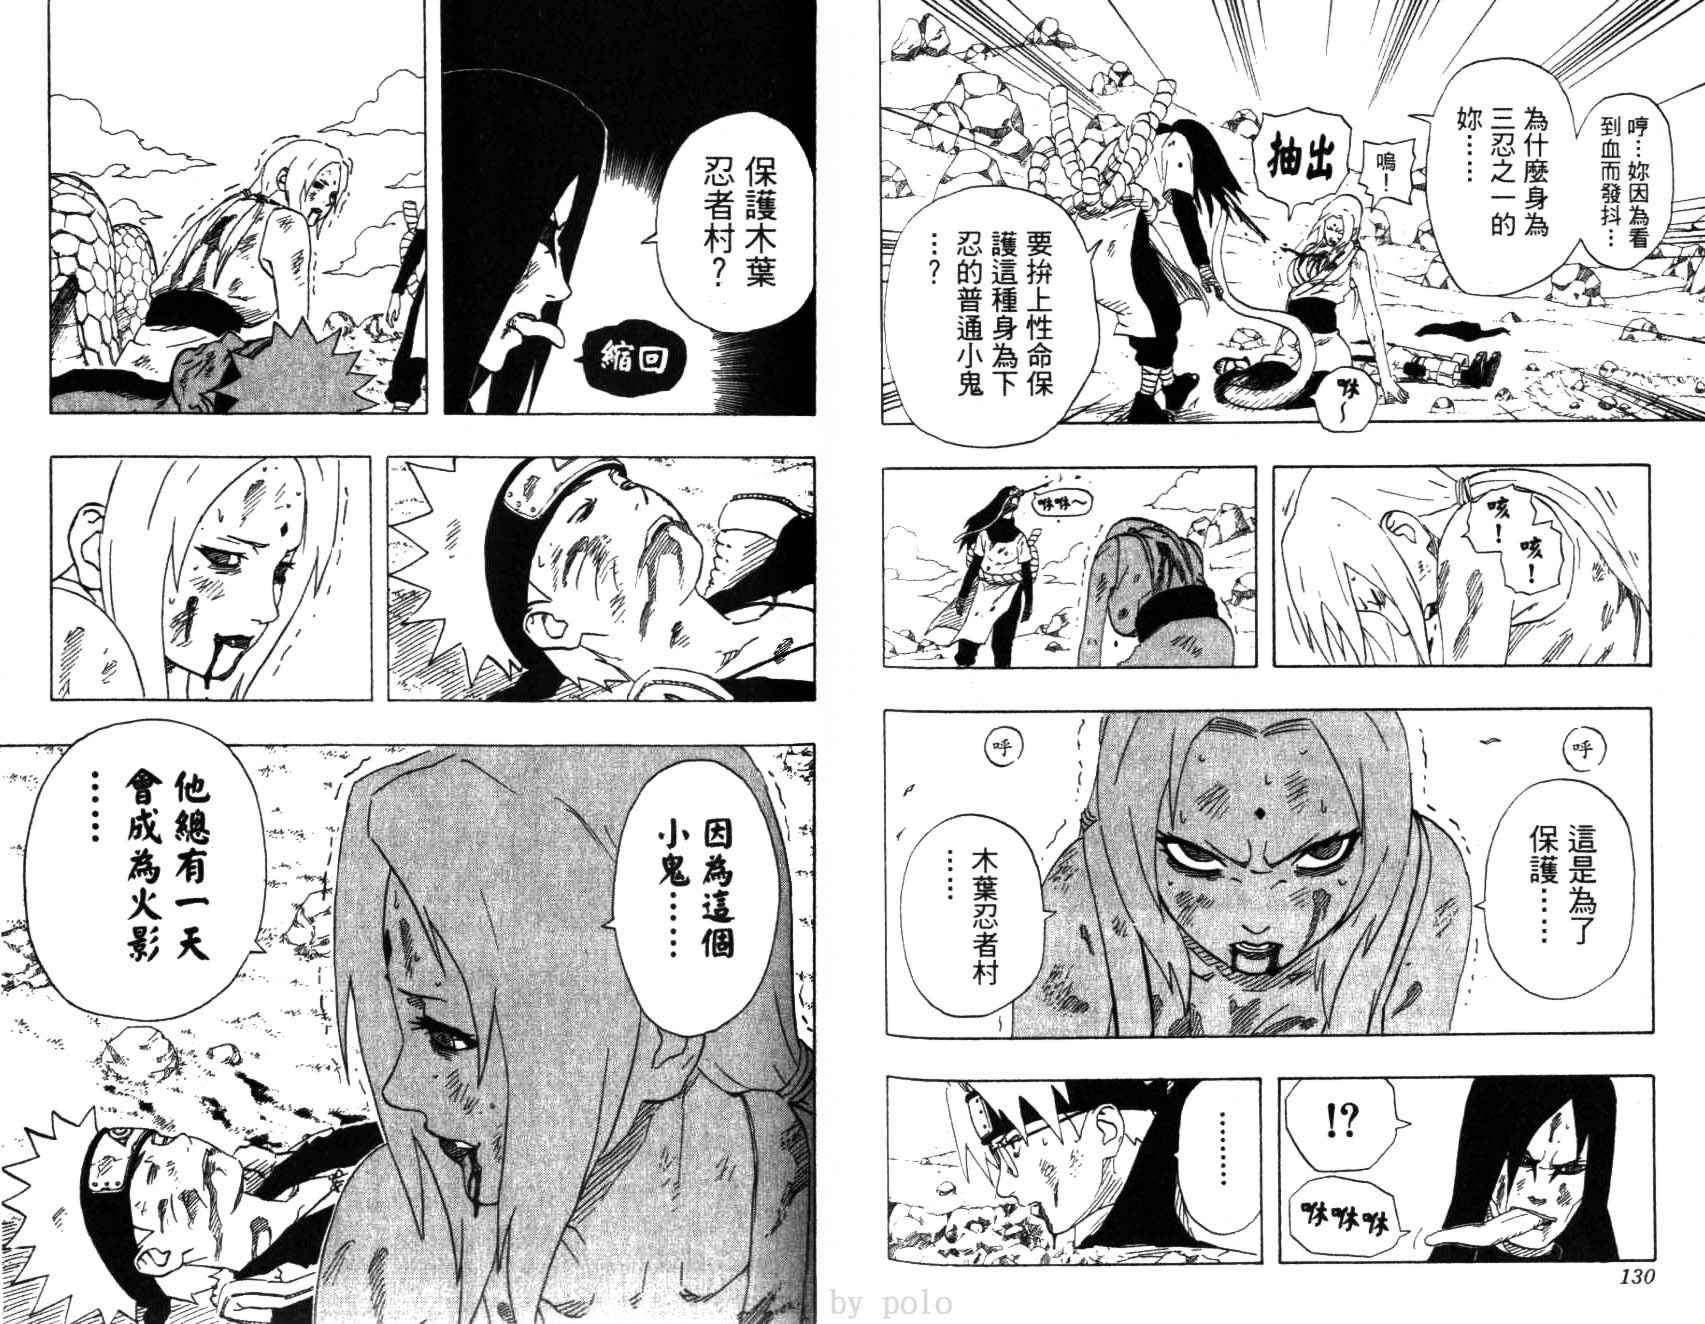 哼…妳因為看
到血而發抖…
為什麼身為
三忍之一的
妳……
嗚!
抽出
要拚上性命保
護這種身為下
忍的普通小鬼
…?
咻~
咳!
咳!
咻咻~
呼
這是為了
保護……
呼
木葉忍者村
……
!?
咻咻咻
……
130
保護木葉
忍者村?
縮回
因為這個
小鬼……
他總有一天
會成為火影
……
by polo